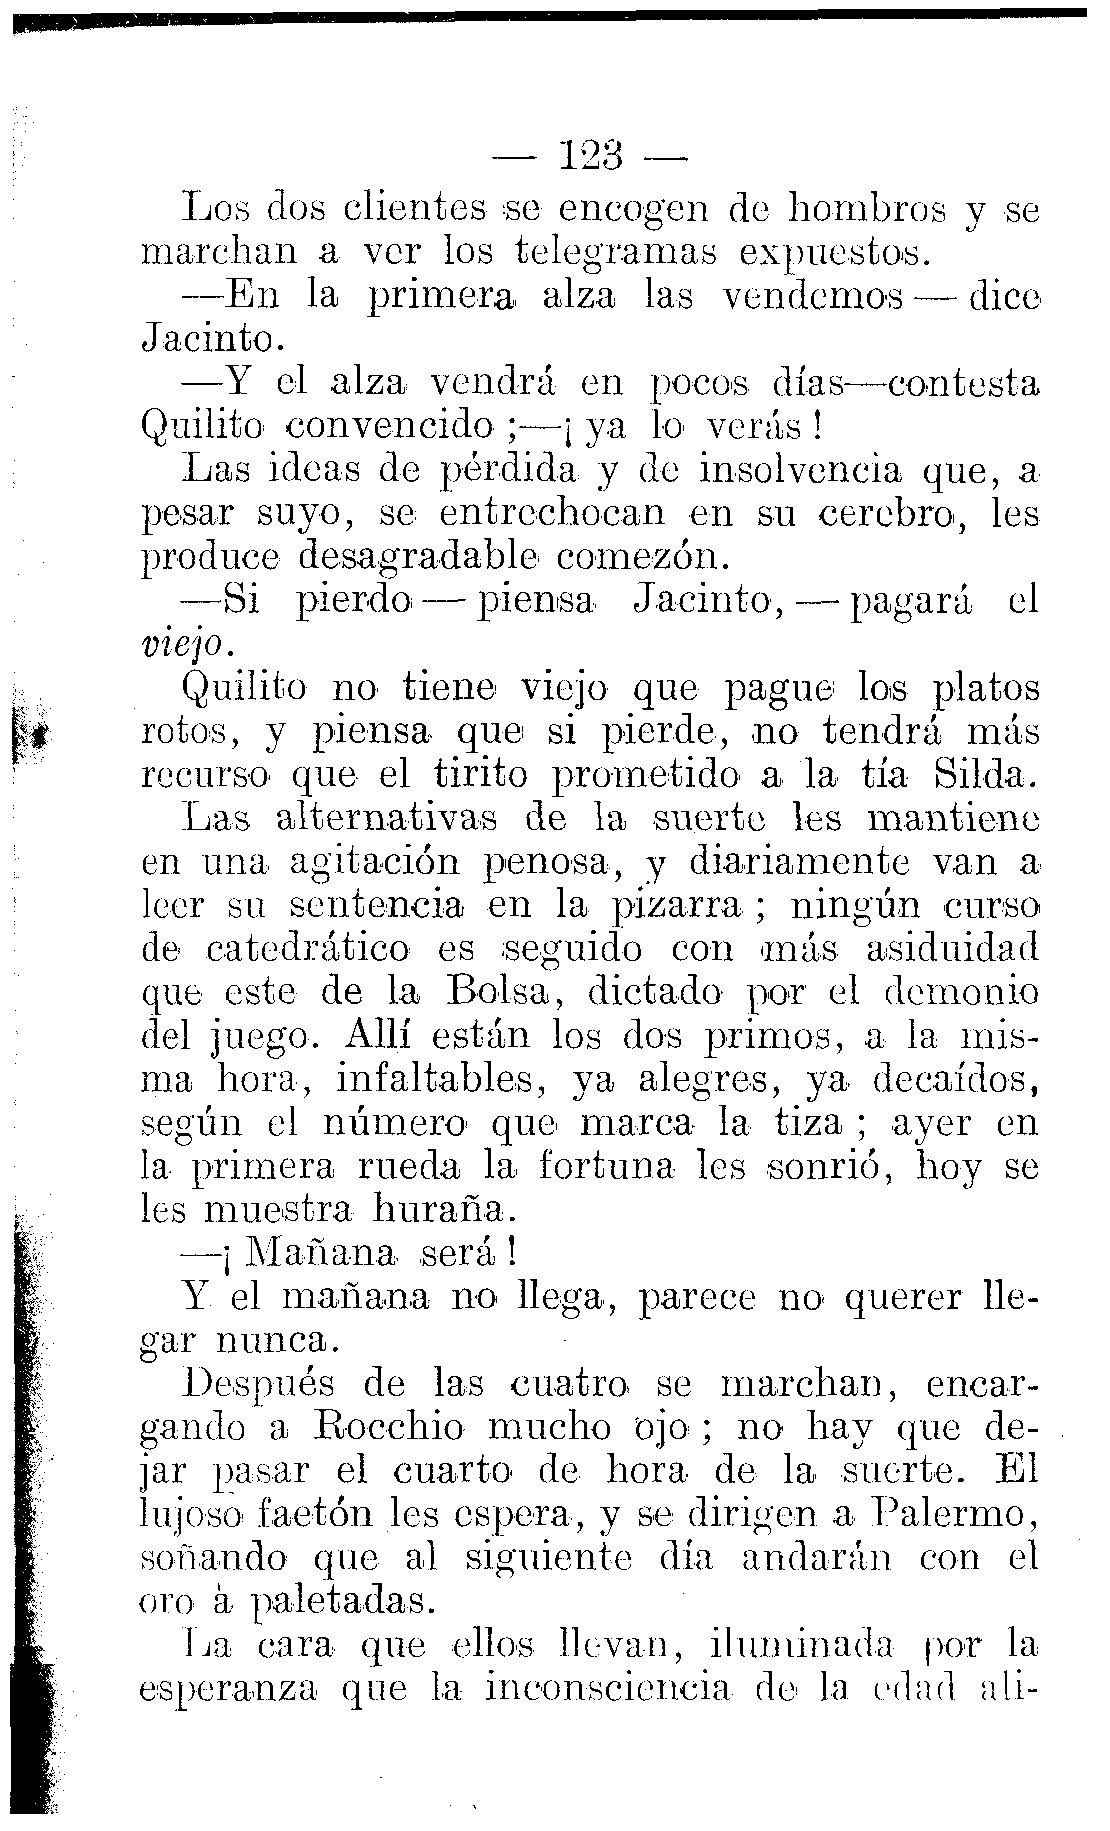 — 123 —
Los dos clientes se encogen de hombros y se
marchan a ver los telegramas expuestos.
—En la primera alza las vendemos — dice
Jacinto.
—Y el alza vendrá en pocos días—contesta
Quilito convencido ;—¡ ya lo verás !
Las ideas de pérdida y de insolvencia que, a
pesar suyo, se entrechocan en su cerebro, les
produce desagradable comezón.
—Si pierdo — piensa Jacinto, — pagará el
viejo.
Quilito no tiene viejo que pague los platos
rotos, y piensa que si pierde, no tendrá más
recurso que el tirito prometido a la tía Silda.
Las alternativas de la suerte les mantiene
en una agitación penosa, y diariamente van a
leer su sentencia en la pizarra ; ningún curso
de catedrático es seguido con más asiduidad
que este de la Bolsa, dictado por el demonio
del juego. Allí están los dos primos, a la mis-
ma hora, infaltables, ya alegres, ya decaídos,
según el número que marca la tiza ; ayer en
la primera rueda la fortuna les sonrió, hoy se
les muestra huraña.
—¡ Mañana será !
Y el mañana no llega, parece no querer lle-
gar nunca.
Después de las cuatro se marchan, encar-
gando a Rocchio mucho ojo ; no hay que de-
jar pasar el cuarto de hora de la suerte. El
lujoso faetón les espera, y se dirigen a Palermo,
soñando que al siguiente día andarán con el
oro à paletadas.
La cara que ellos llevan, iluminada por la
esperanza que la inconsciencia de la edad ali-